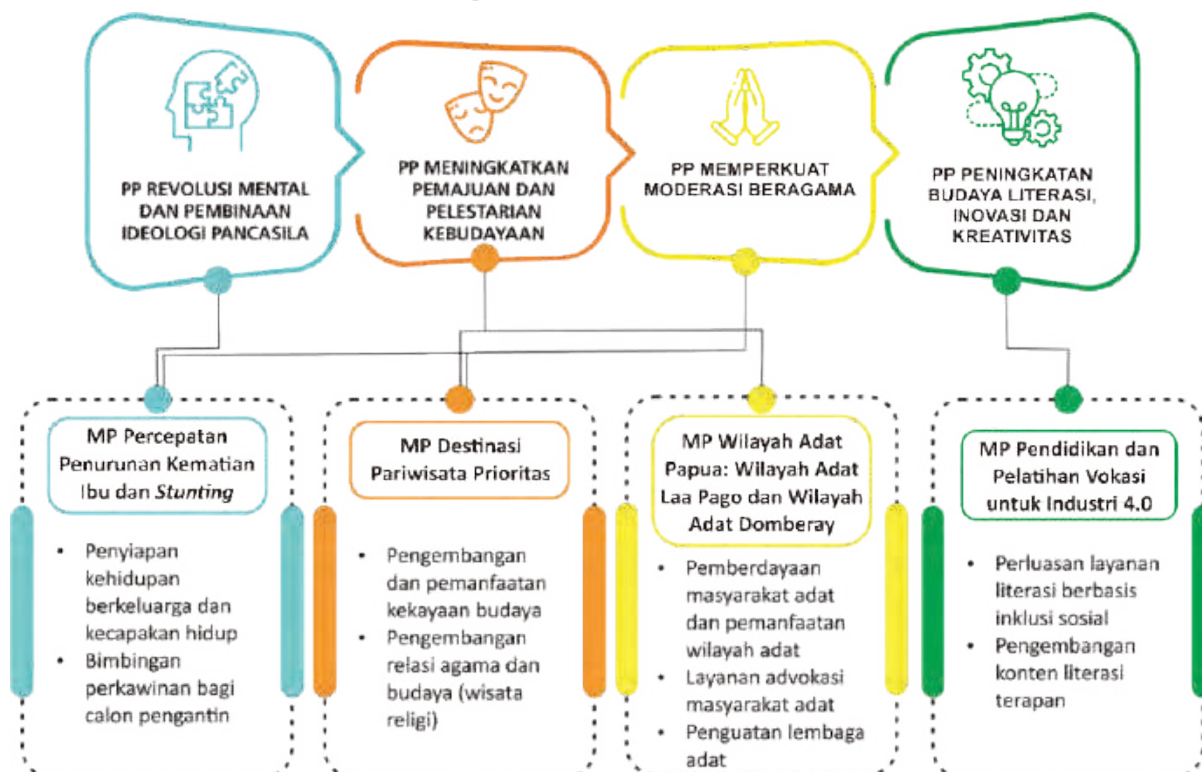 PP REVOLUSI MENTAL
DAN PEMBINAAN
IDEOLOGI PANCASILA
PP MENINGKATKAN
PEMAJUAN DAN
PELESTARIAN
KEBUDAYAAN
PP MEMPERKUAT
MODERASI BERAGAMA
PP PENINGKATAN
BUDAYA LITERASI,
INOVASI DAN
KREATIVITAS
MP Percepatan
Penurunan Kematian
Ibu dan Stunting
• Penyiapan
kehidupan
berkeluarga dan
kecapakan hidup
• Bimbingan
perkawinan bagi
calon pengantin
MP Destinasi
Pariwisata Prioritas
• Pengembangan
dan pemanfaatan
kekayaan budaya
• Pengembangan
relasi agama dan
budaya (wisata
religi)
MP Wilayah Adat
Papua: Wilayah Adat
Laa Pago dan Wilayah
Adat Domberay
• Pemberdayaan
masyarakat adat
dan pemanfaatan
wilayah adat
• Layanan advokasi
masyarakat adat
• Penguatan lembaga
adat
MP Pendidikan dan
Pelatihan Vokasi
untuk Industri 4.0
• Perluasan layanan
literasi berbasis
inklusi sosial
• Pengembangan
konten literasi
terapan